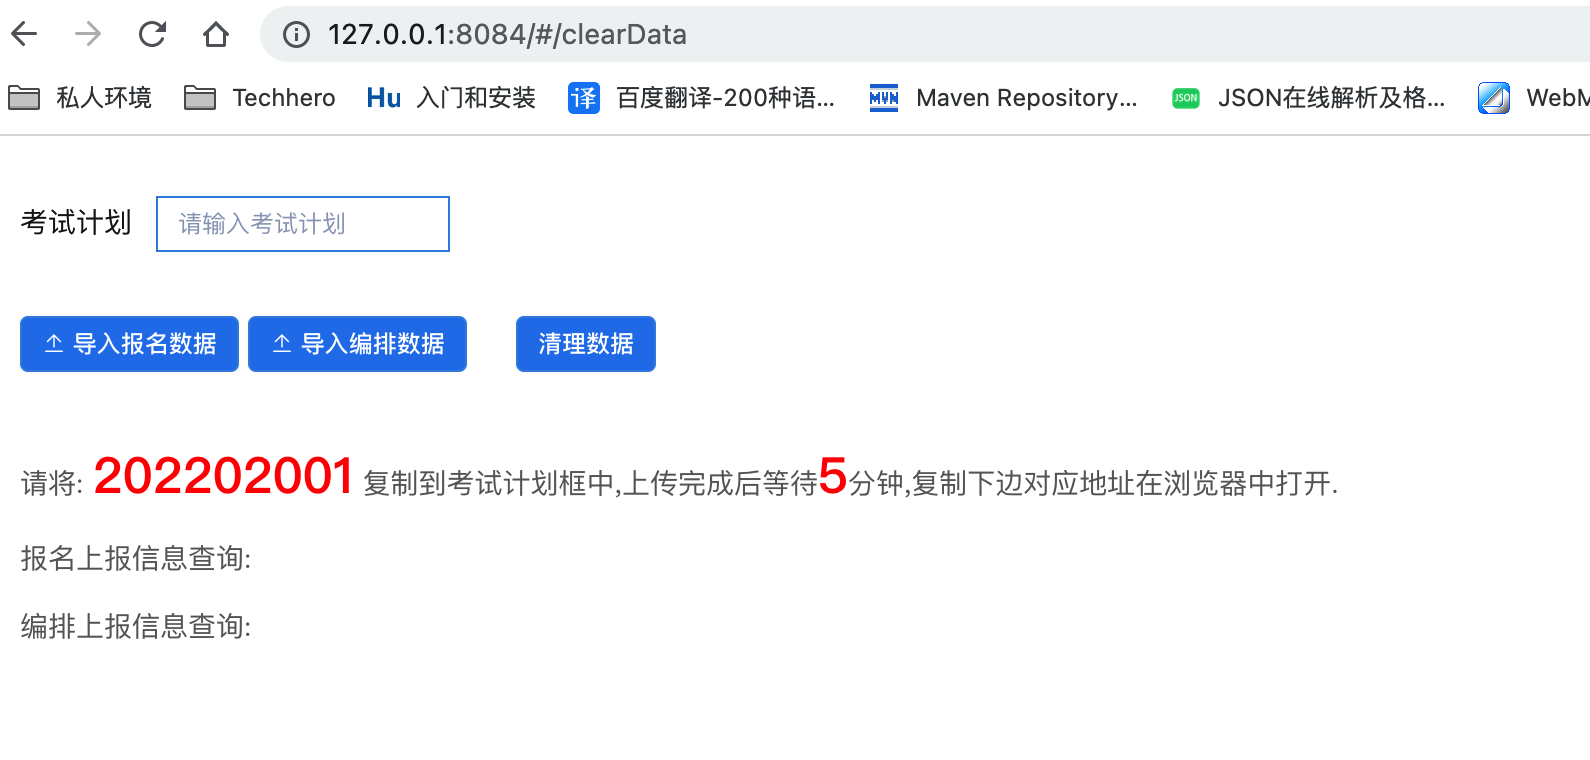 127.0.0.1:8084/#/clearData
私人环境 Techhero Hu 入门和安装 译 百度翻译-200种语... MVN Maven Repository... JSON JSON在线解析及格... WebM
考试计划 请输入考试计划
导入报名数据 导入编排数据 清理数据
请将: 202202001 复制到考试计划框中,上传完成后等待5分钟,复制下边对应地址在浏览器中打开.
报名上报信息查询:
编排上报信息查询: